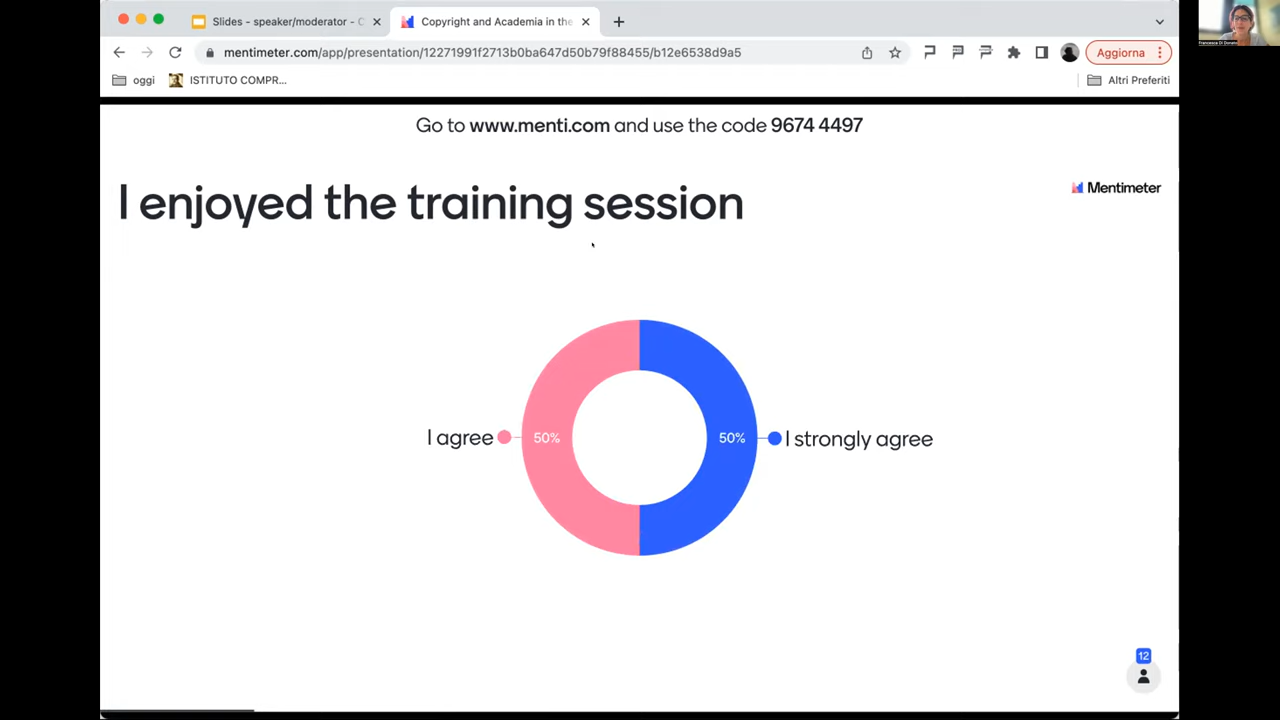 Slides - speaker/moderator - C
Copyright and Academia in the
mentimeter.com/app/presentation/12271991f2713bb6a647d50b79f88455/b12e6538d9a5
Aggiorna
oggi
ISTITUTO COMPR...
Altri Preferiti
Go to www.menti.com and use the code 9674 4497
I enjoyed the training session
Mentimeter
I agree
50%
50%
I strongly agree
12